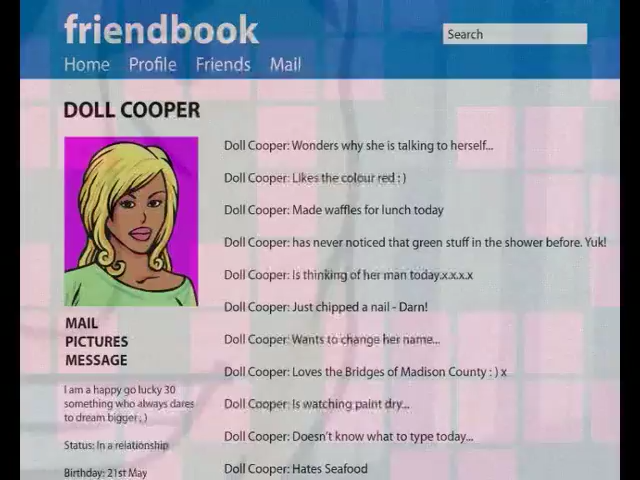 friendbook
Search
Home Profile Friends Mail
DOLL COOPER
Doll Cooper: Wonders why she is talking to herself...
Doll Cooper: Likes the colour red : )
Doll Cooper: Made waffles for lunch today
Doll Cooper: has never noticed that green stuff in the shower before. Yuk!
Doll Cooper: Is thinking of her man today.x.x.x.x
Doll Cooper: Just chipped a nail - Darn!
Doll Cooper: Wants to change her name...
Doll Cooper: Loves the Bridges of Madison County : ) x
Doll Cooper: Is watching paint dry...
Doll Cooper: Doesn't know what to type today...
Doll Cooper: Hates Seafood
MAIL
PICTURES
MESSAGE
I am a happy go lucky 30
something who always dares
to dream bigger ; )
Status: In a relationship
Birthday: 21st May